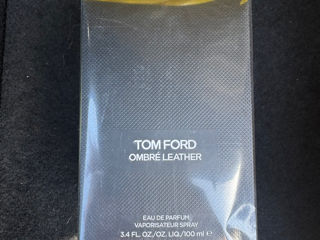 TOM FORD
OMBRÉ LEATHER
EAU DE PARFUM
VAPORISATEUR SPRAY
3.4 FL. OZ./OZ. LIQ./100 ml ℮